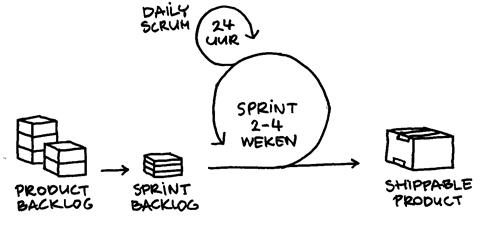 DAILY
SCRUM
24
UUR
SPRINT
2-4
WEKEN
PRODUCT
BACKLOG
SPRINT
BACKLOG
SHIPPABLE
PRODUCT